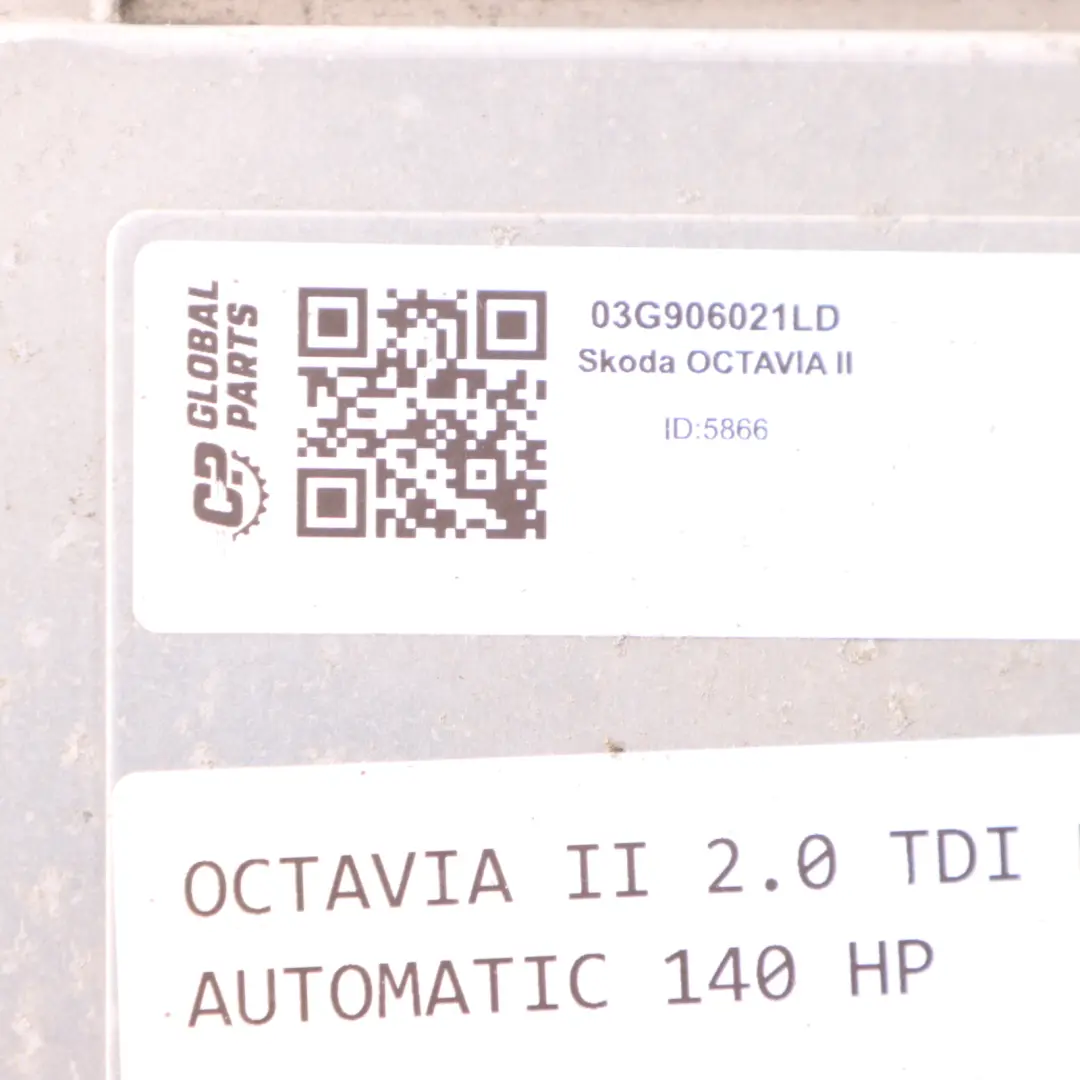 GLOBAL
PARTS
03G906021LD
Skoda OCTAVIA II
ID:5866
OCTAVIA II 2.0 TDI
AUTOMATIC 140 HP